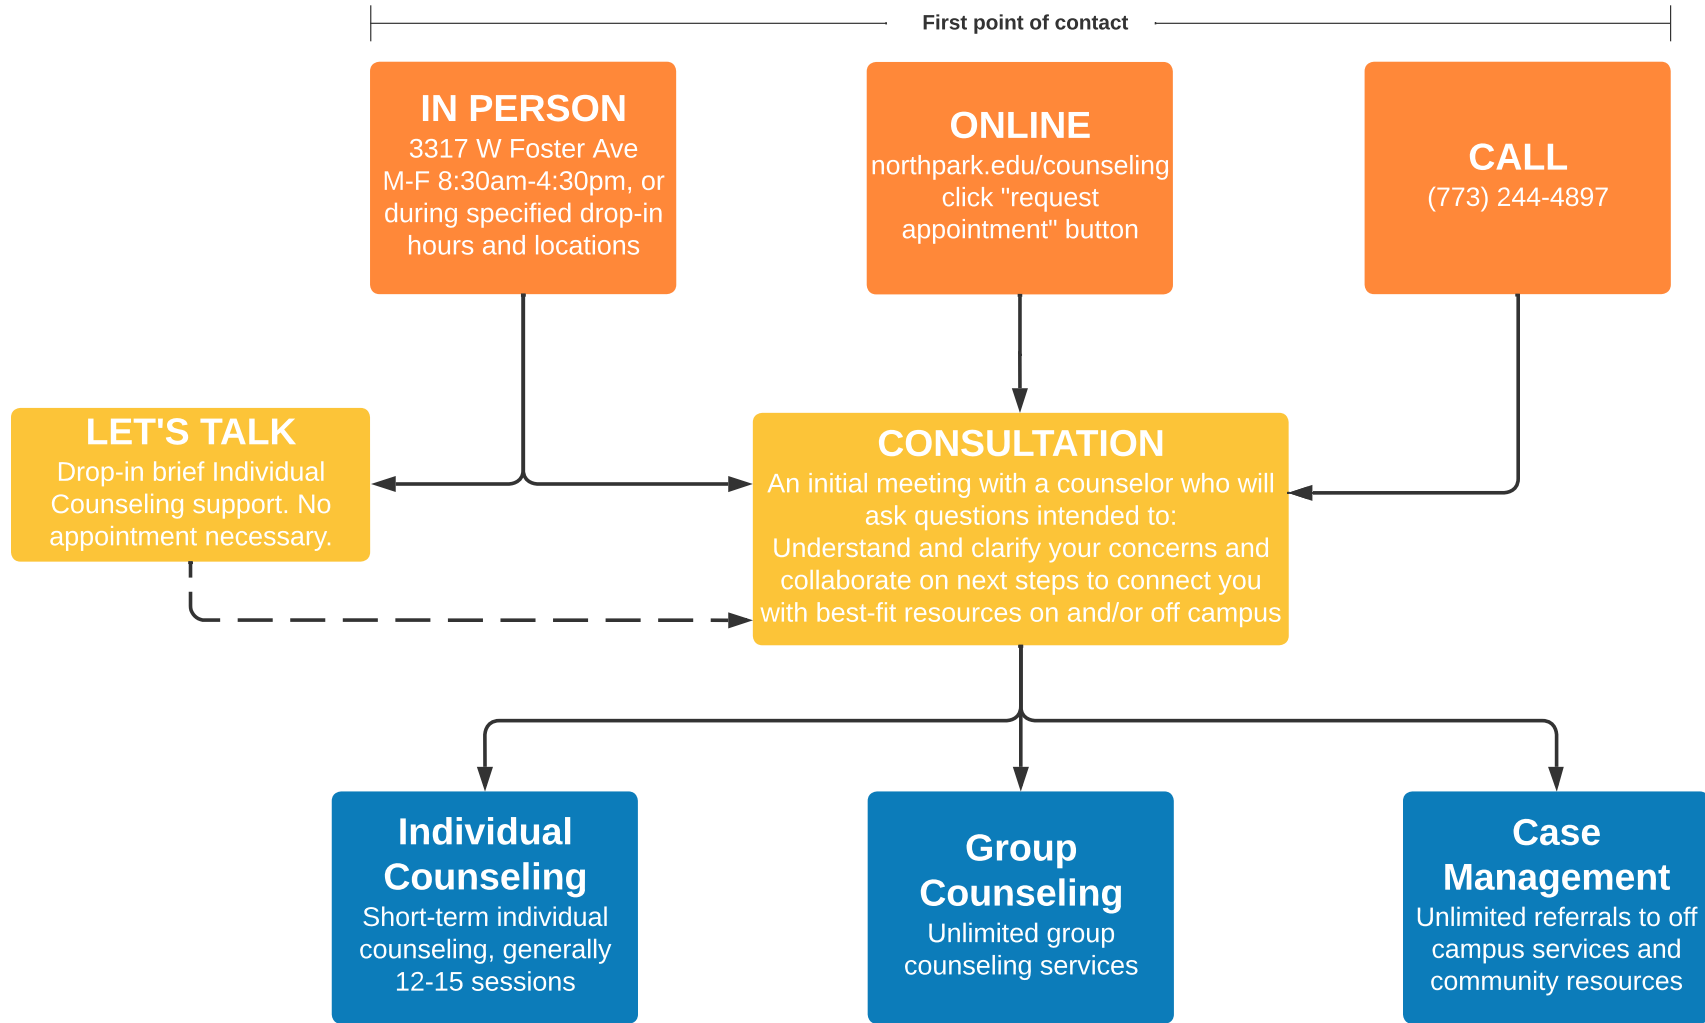 First point of contact
IN PERSON
3317 W Foster Ave
M-F 8:30am-4:30pm, or
during specified drop-in
hours and locations
ONLINE
northpark.edu/counseling
click "request
appointment" button
CALL
(773) 244-4897
LET'S TALK
Drop-in brief Individual
Counseling support. No
appointment necessary.
CONSULTATION
An initial meeting with a counselor who will
ask questions intended to:
Understand and clarify your concerns and
collaborate on next steps to connect you
with best-fit resources on and/or off campus
Individual
Counseling
Short-term individual
counseling, generally
12-15 sessions
Group
Counseling
Unlimited group
counseling services
Case
Management
Unlimited referrals to off
campus services and
community resources